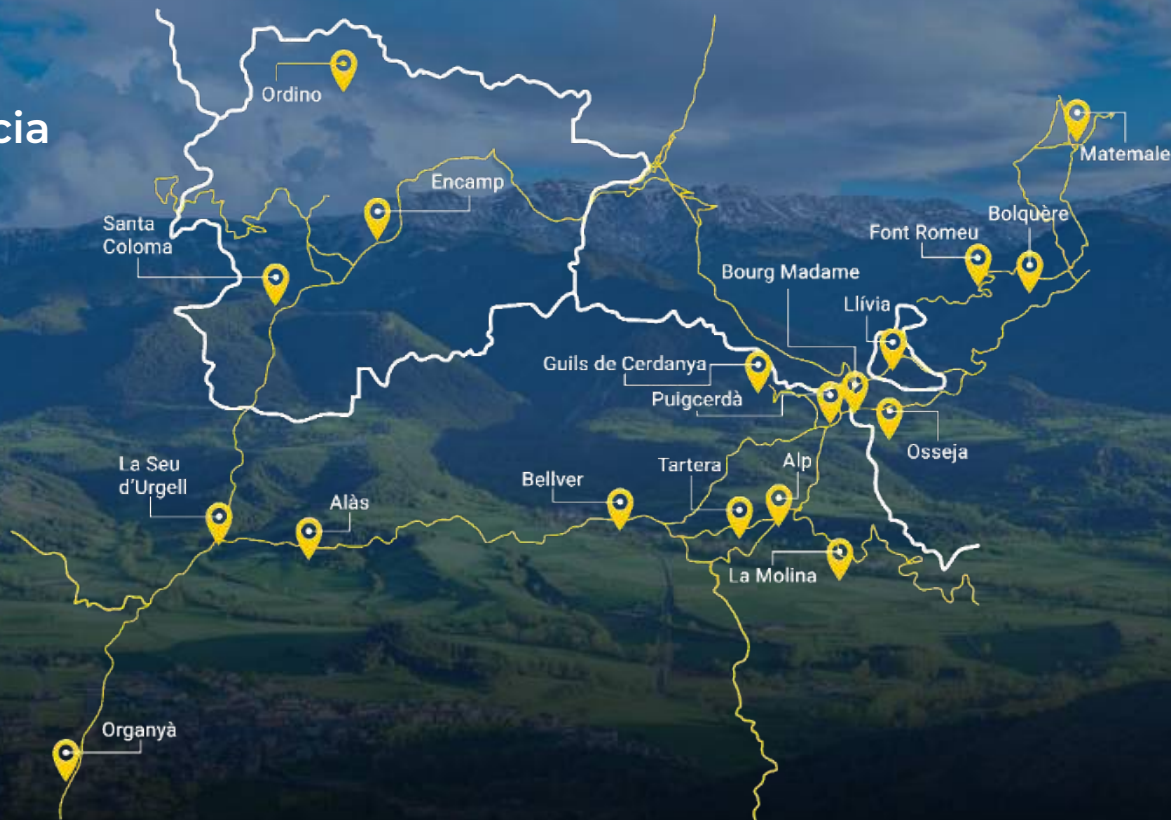 cia
Ordino
Matemale
Encamp
Bolquère
Santa
Coloma
Font Romeu
Bourg Madame
Llívia
Guils de Cerdanya
Puigcerdà
Osseja
La Seu
d'Urgell
Tartera
Alp
Bellver
Alàs
La Molina
Organyà